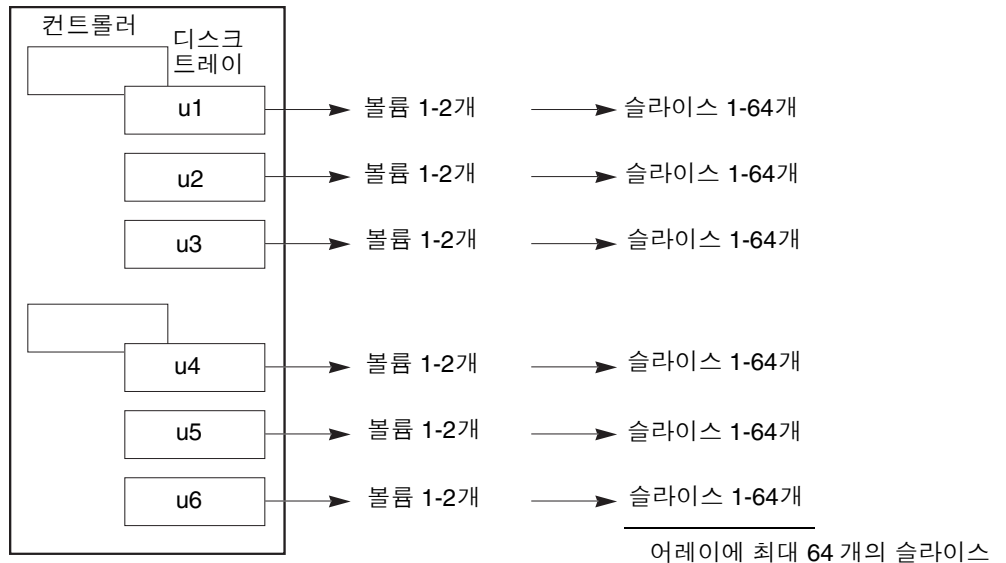 컨트롤러
디스크
트레이
u1 볼륨 1-2개 슬라이스 1-64개
u2 볼륨 1-2개 슬라이스 1-64개
u3 볼륨 1-2개 슬라이스 1-64개
u4 볼륨 1-2개 슬라이스 1-64개
u5 볼륨 1-2개 슬라이스 1-64개
u6 볼륨 1-2개 슬라이스 1-64개
어레이에 최대 64 개의 슬라이스